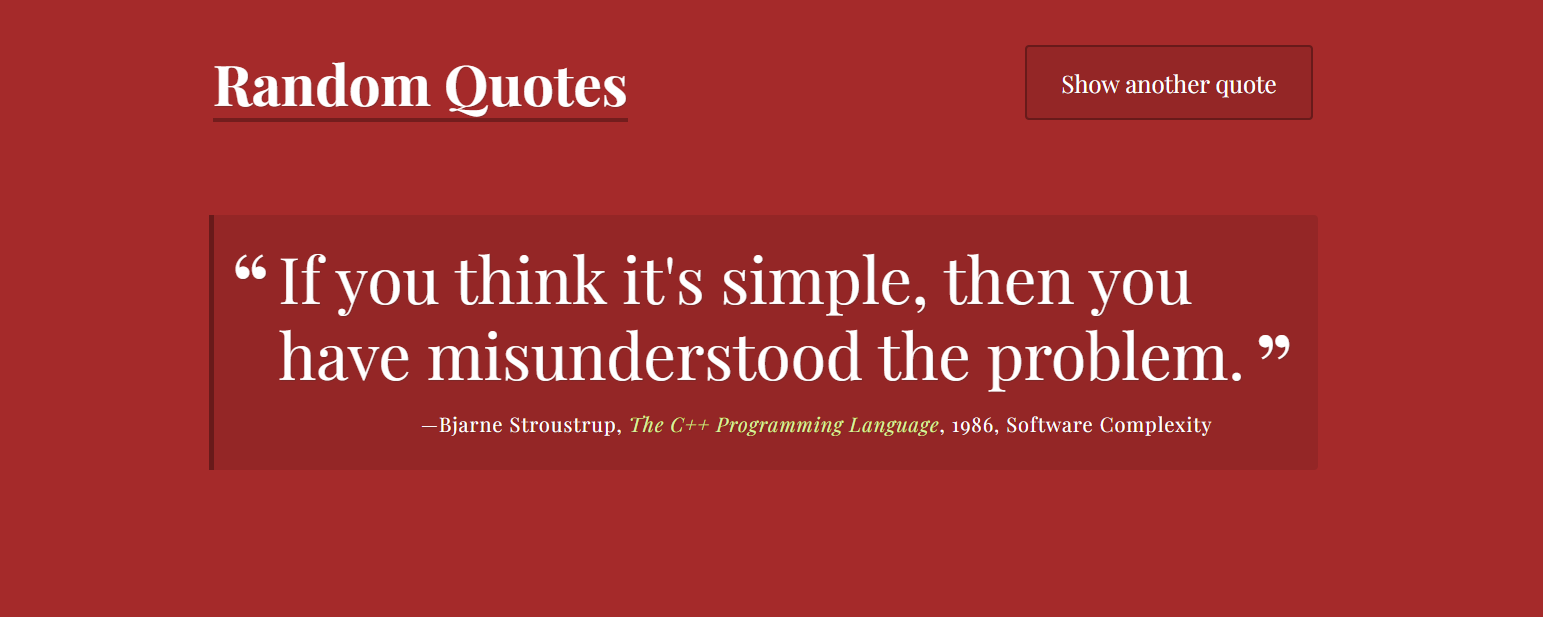 Random Quotes
Show another quote
“ If you think it's simple, then you
have misunderstood the problem. ”
—Bjarne Stroustrup, The C++ Programming Language, 1986, Software Complexity